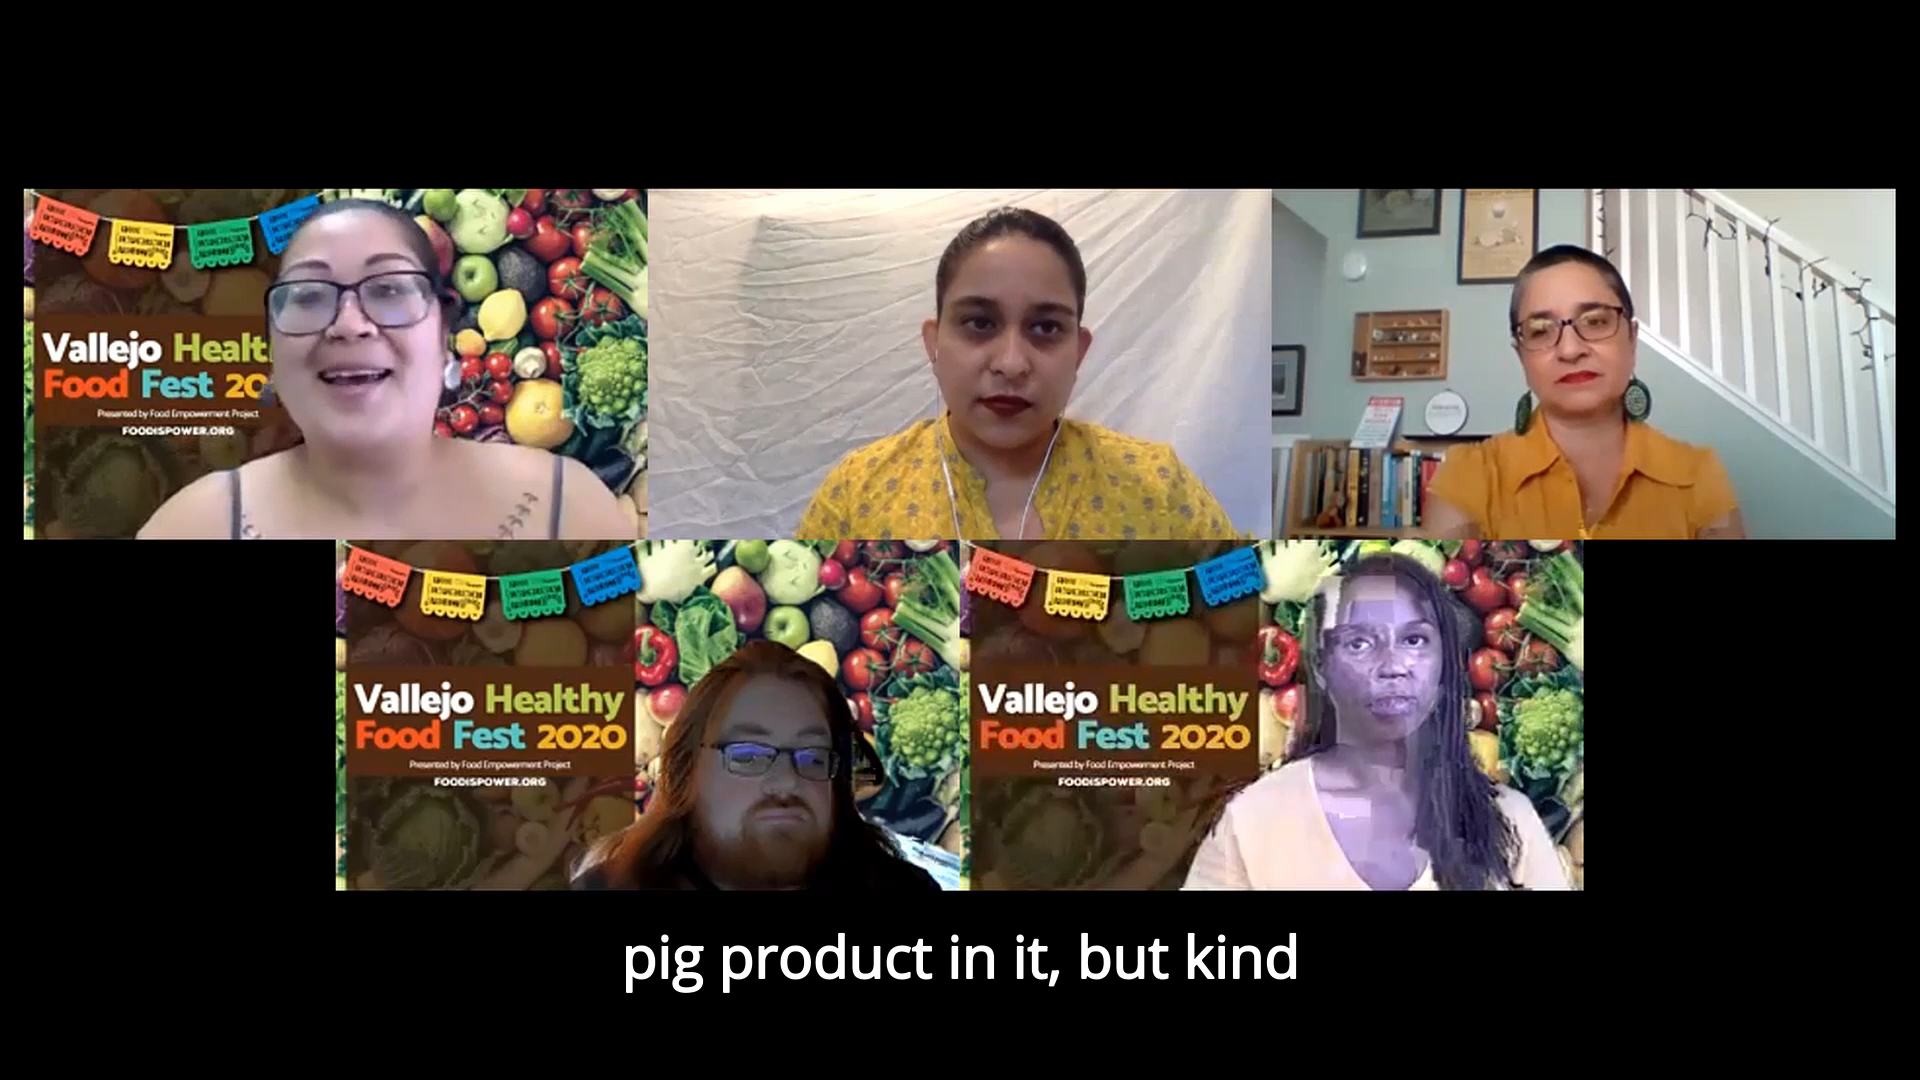 Vallejo Healt
Food Fest 20
Presented by Food Empowerment Project
FOODISPOWER.ORG
Vallejo Healthy
Food Fest 2020
Presented by Food Empowerment Project
FOODISPOWER.ORG
Vallejo Healthy
Food Fest 2020
Presented by Food Empowerment Project
FOODISPOWER.ORG
pig product in it, but kind